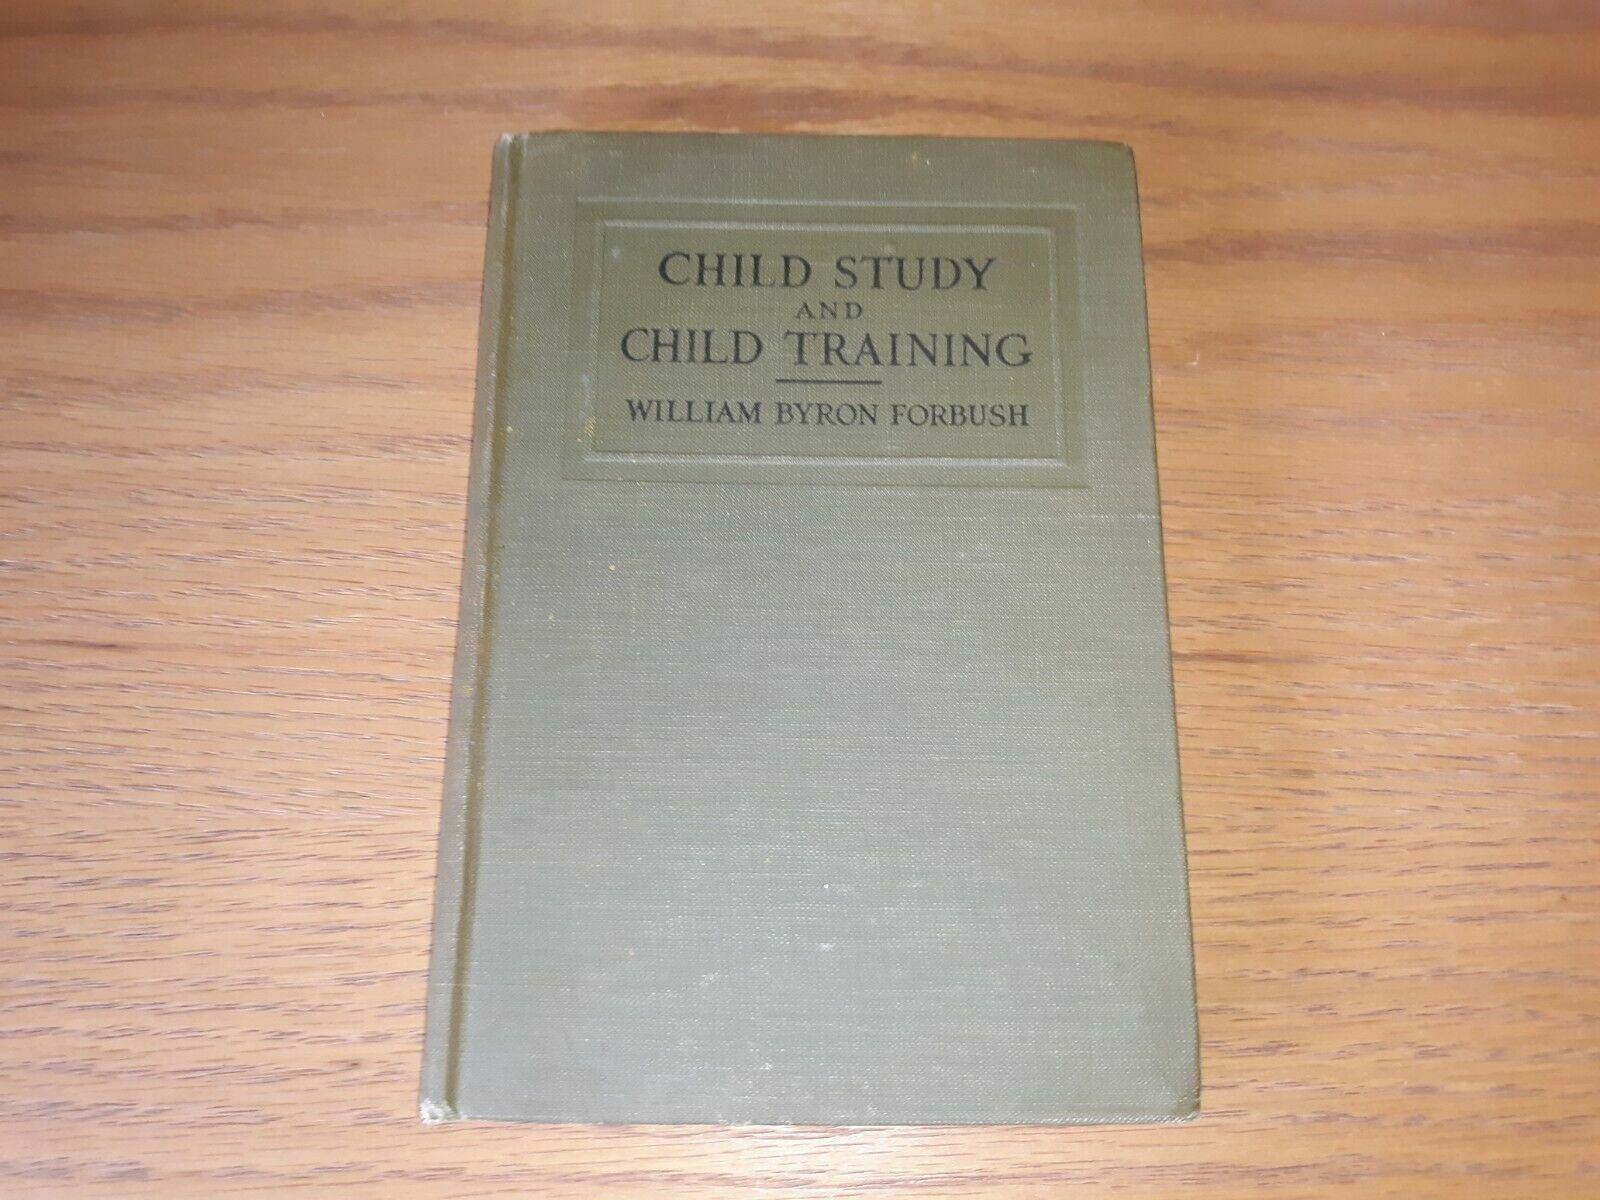 CHILD STUDY
AND
CHILD TRAINING
WILLIAM BYRON FORBUSH